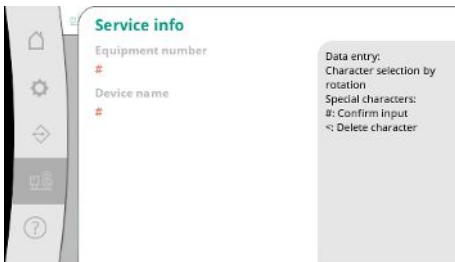 Service info
Equipment number
#
Device name
#
Data entry:
Character selection by
rotation
Special characters:
#: Confirm input
<: Delete character
?